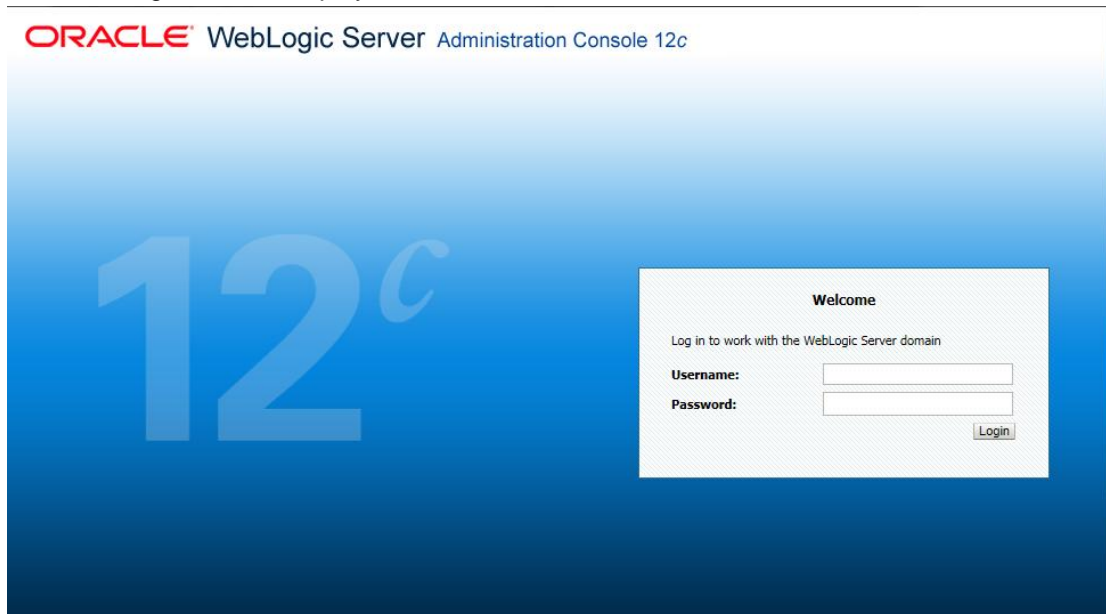 ORACLE WebLogic Server Administration Console 12c
12c
Welcome
Log in to work with the WebLogic Server domain
Username:
Password:
Login